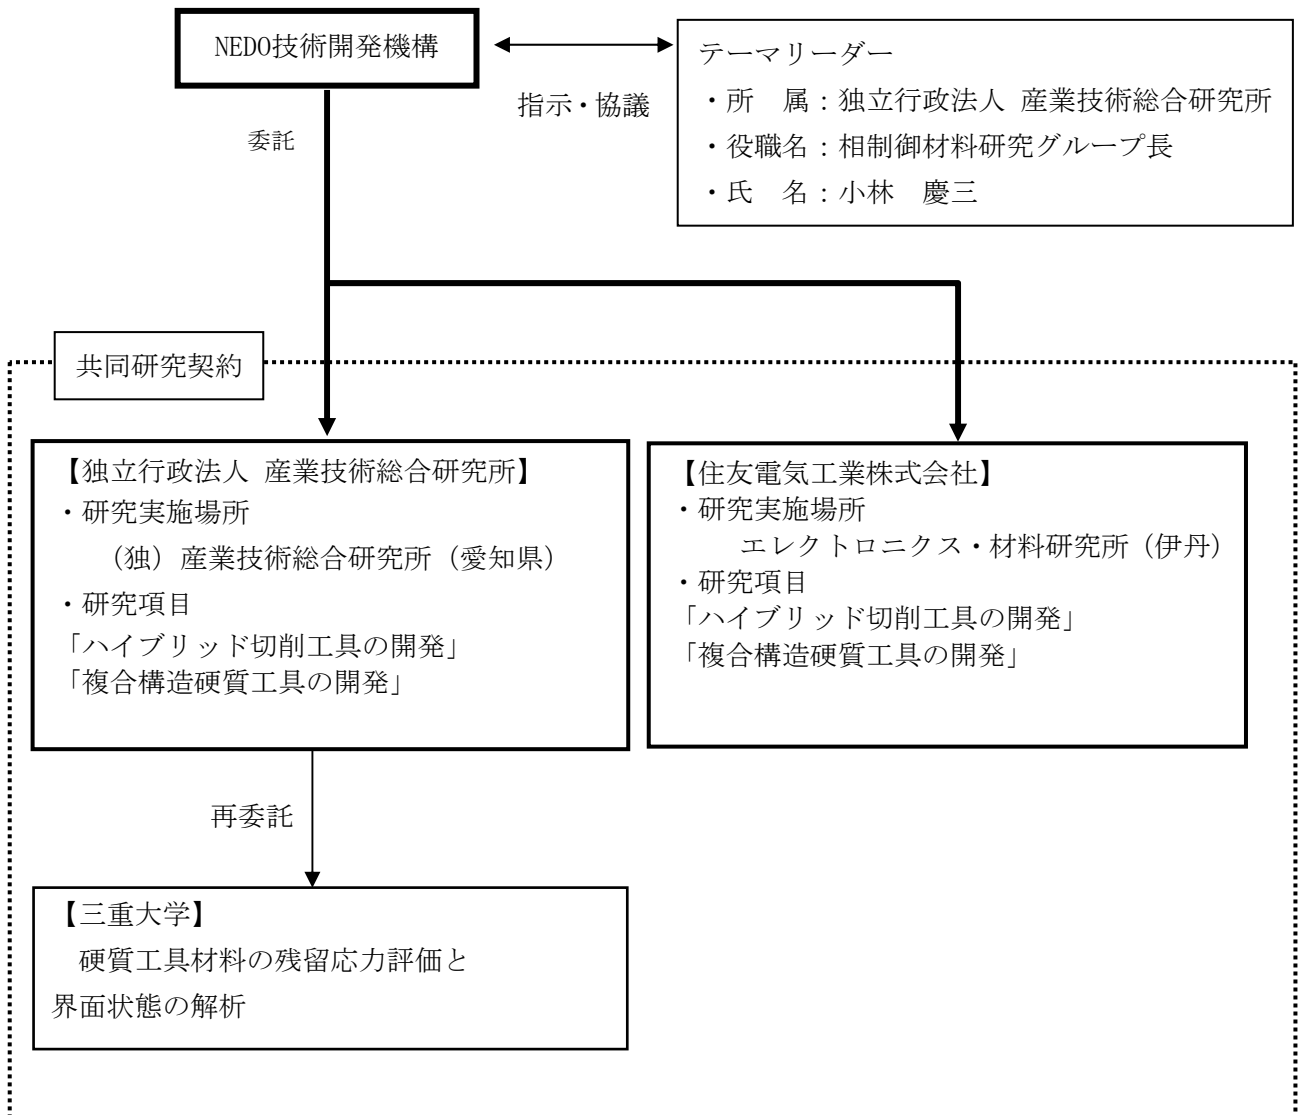 NEDO技術開発機構
テーマリーダー
・所　属：独立行政法人 産業技術総合研究所
・役職名：相制御材料研究グループ長
・氏　名：小林　慶三
指示・協議
委託
共同研究契約
【独立行政法人 産業技術総合研究所】
・研究実施場所
（独）産業技術総合研究所（愛知県）
・研究項目
「ハイブリッド切削工具の開発」
「複合構造硬質工具の開発」
【住友電気工業株式会社】
・研究実施場所
エレクトロニクス・材料研究所（伊丹）
・研究項目
「ハイブリッド切削工具の開発」
「複合構造硬質工具の開発」
再委託
【三重大学】
硬質工具材料の残留応力評価と
界面状態の解析